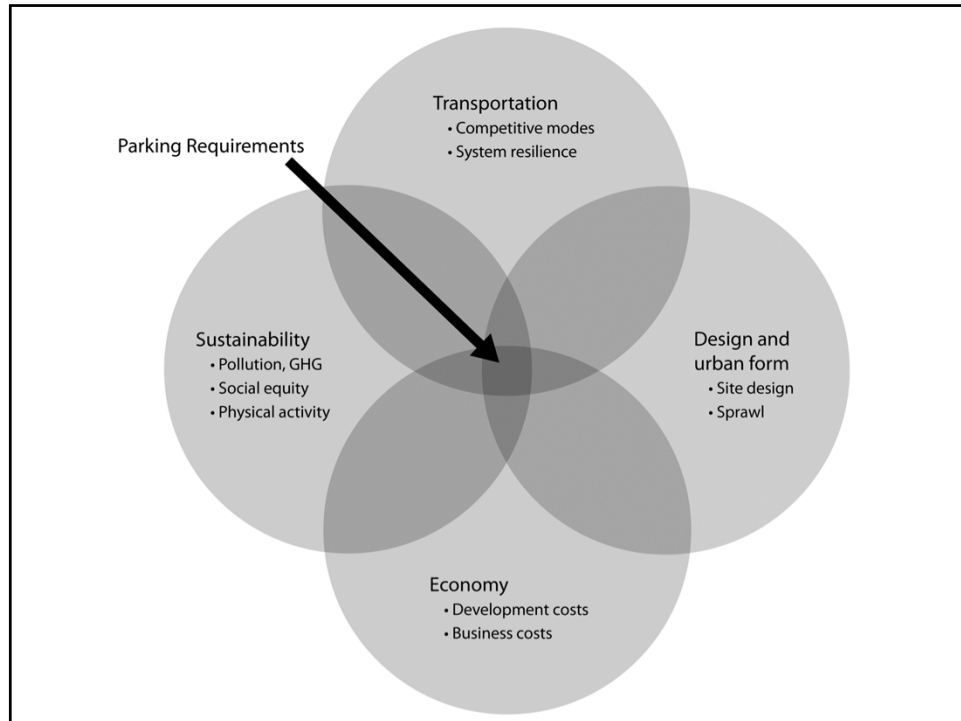 Transportation
• Competitive modes
• System resilience
Parking Requirements
Sustainability
• Pollution, GHG
• Social equity
• Physical activity
Design and
urban form
• Site design
• Sprawl
Economy
• Development costs
• Business costs